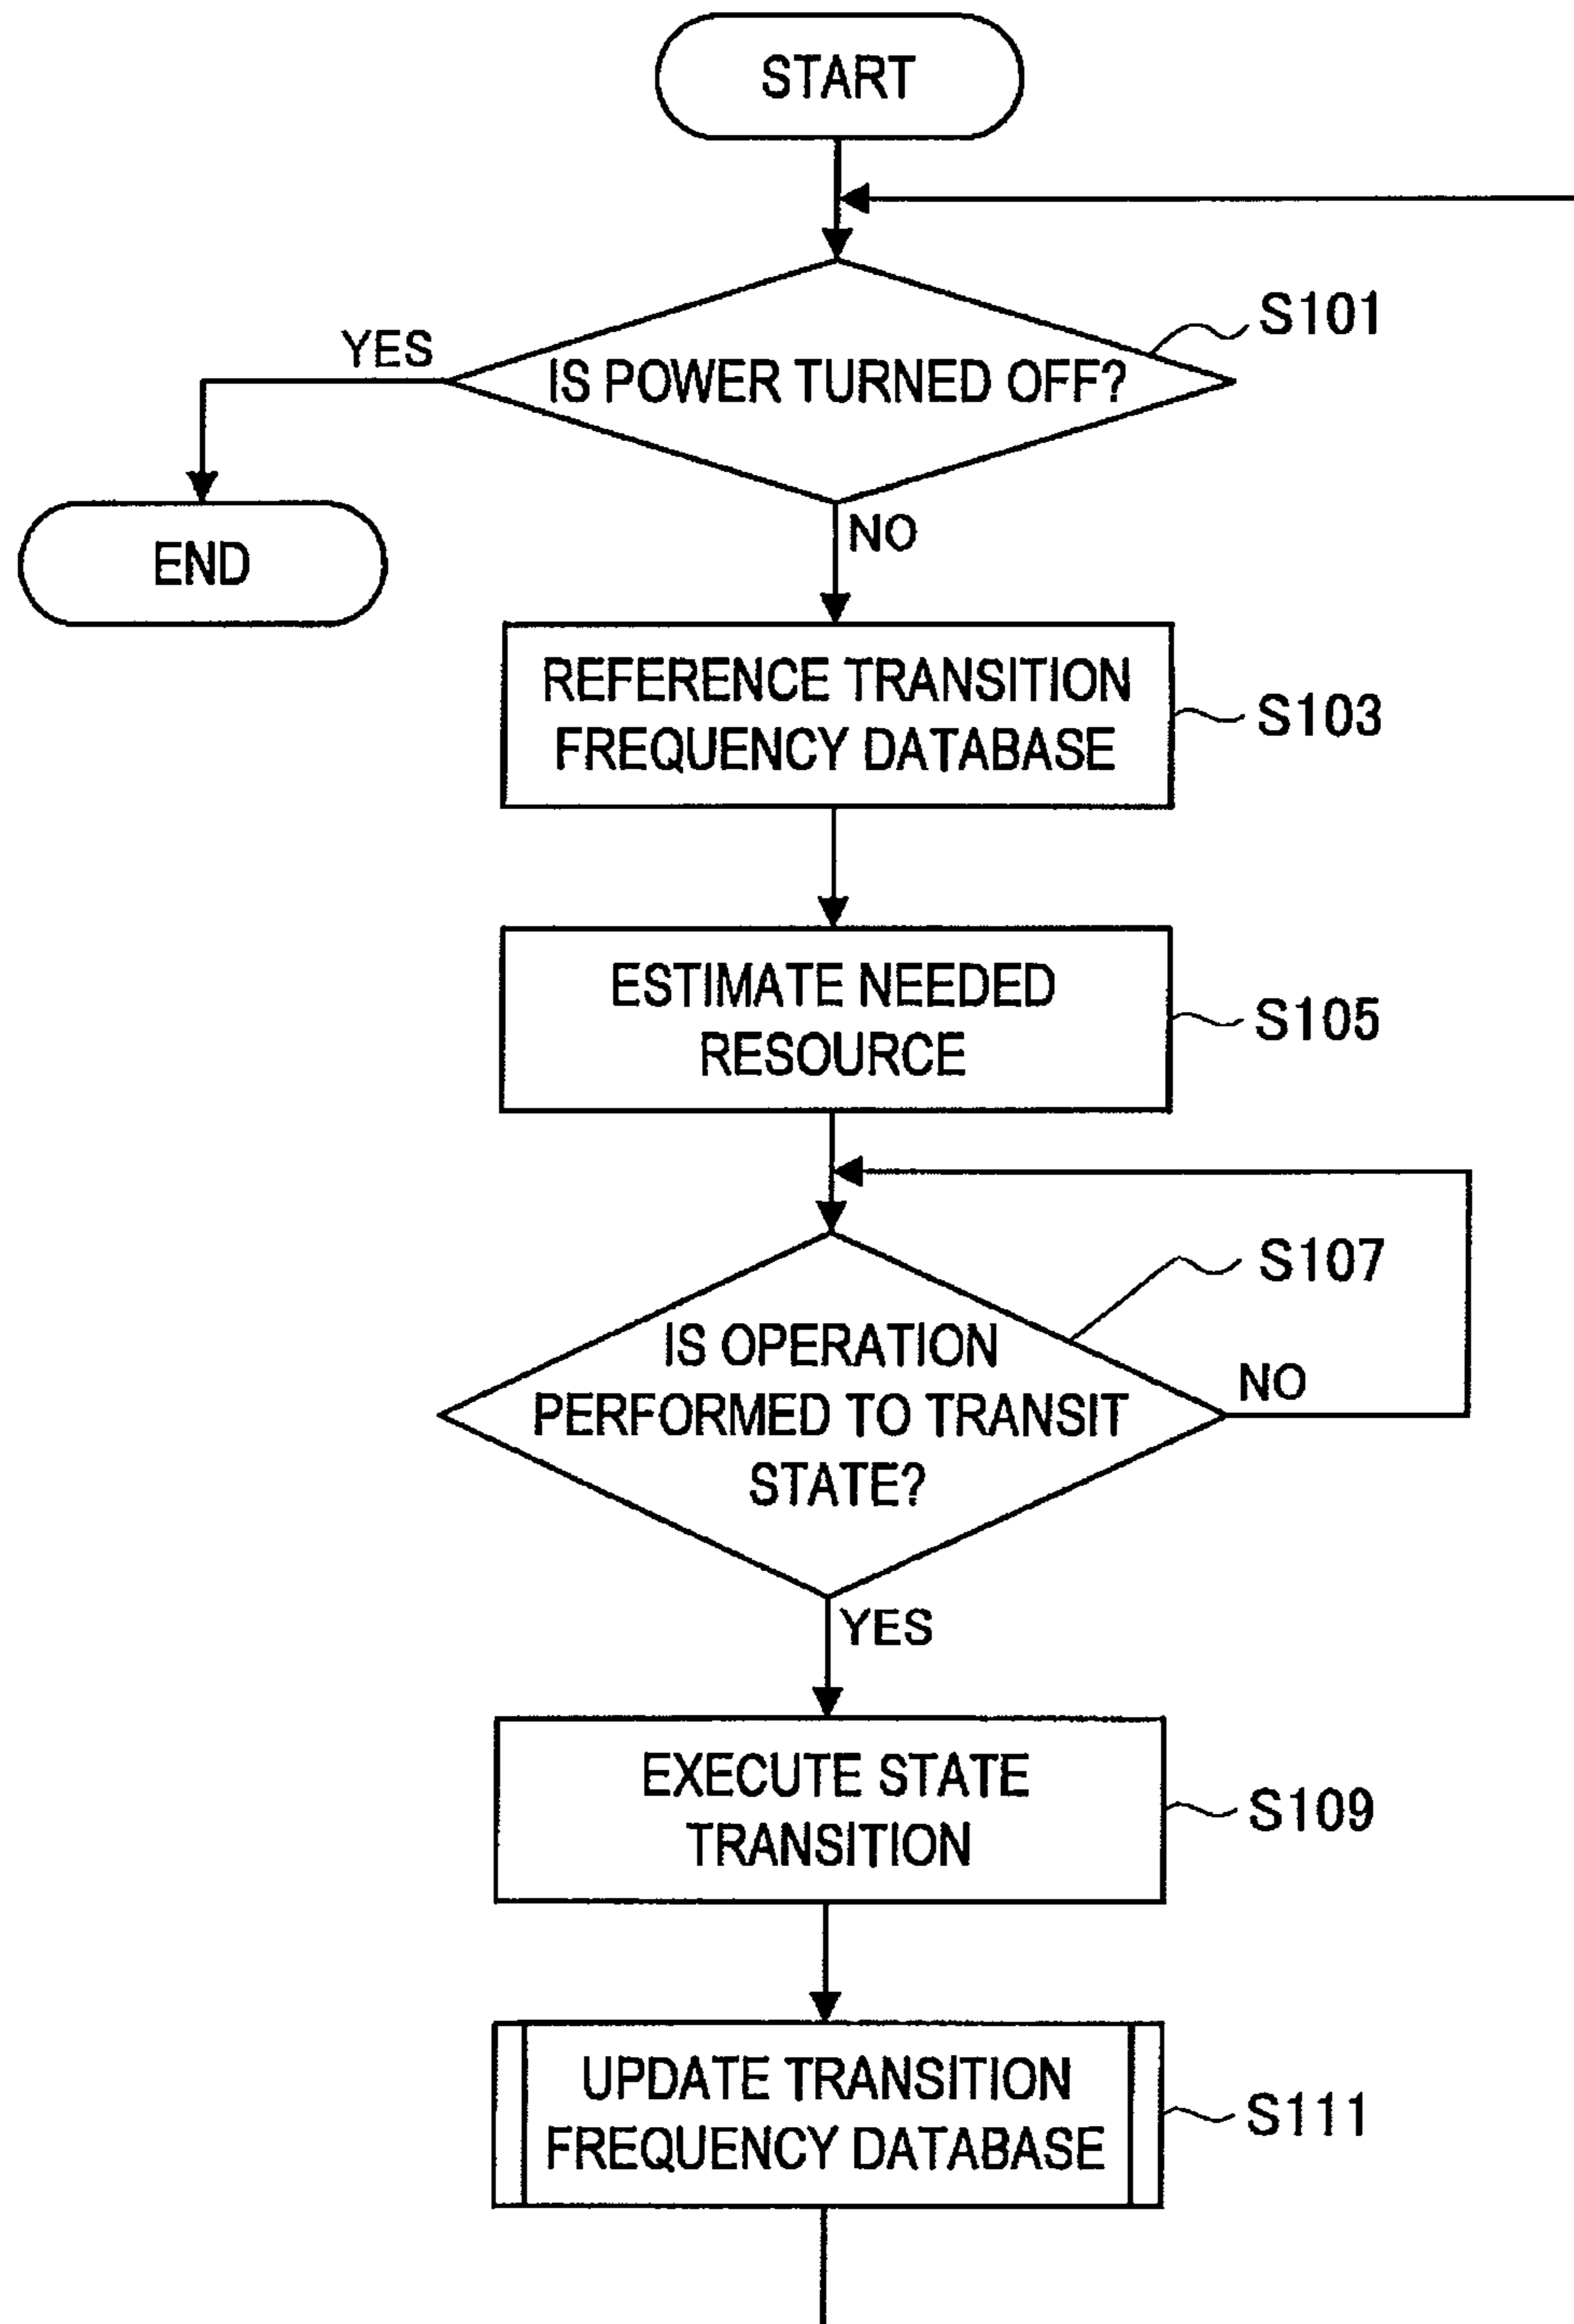 START
S101
YES
IS POWER TURNED OFF?
END
NO
REFERENCE TRANSITION
FREQUENCY DATABASE
S103
ESTIMATE NEEDED
RESOURCE
S105
S107
IS OPERATION
PERFORMED TO TRANSIT
STATE?
NO
YES
EXECUTE STATE
TRANSITION
S109
UPDATE TRANSITION
FREQUENCY DATABASE
S111